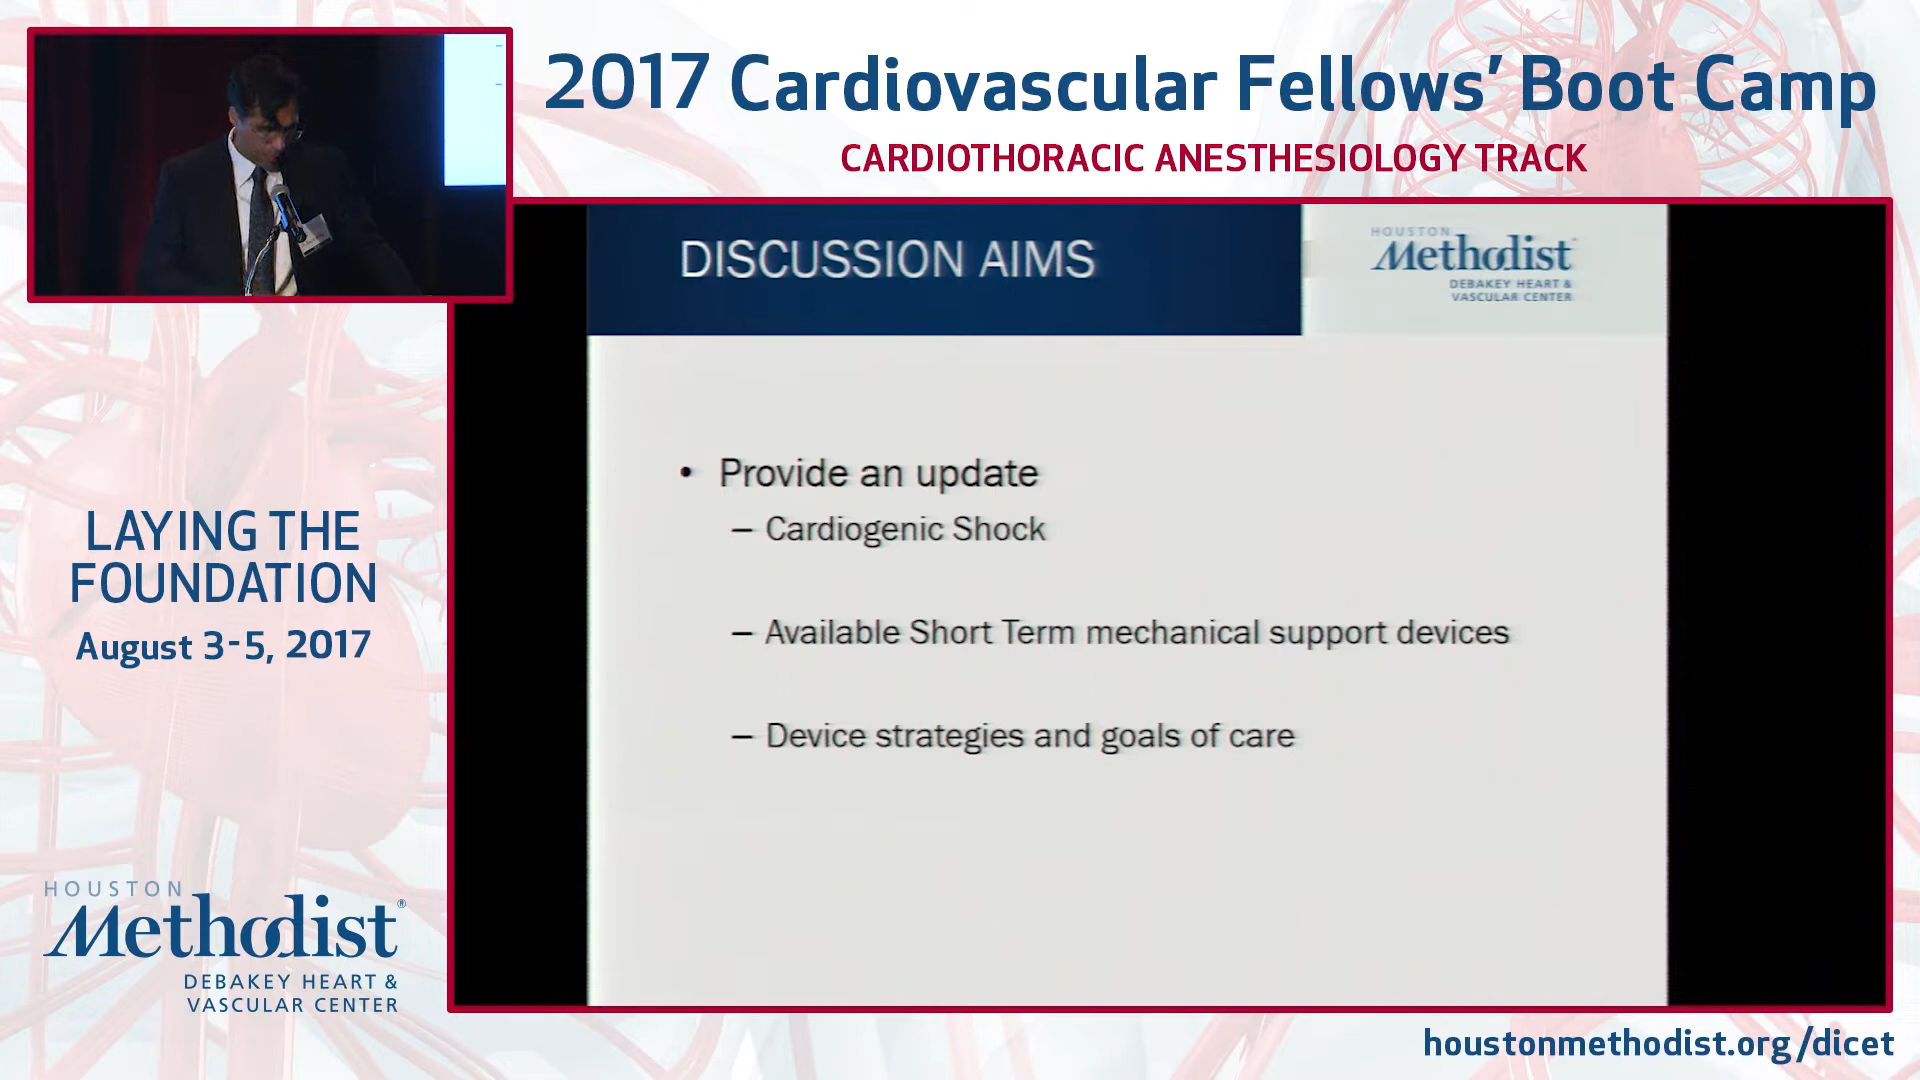 2017 Cardiovascular Fellows’ Boot Camp
CARDIOTHORACIC ANESTHESIOLOGY TRACK
DISCUSSION AIMS
HOUSTON
Methodist
DEBAKEY HEART &
VASCULAR CENTER
• Provide an update
– Cardiogenic Shock
– Available Short Term mechanical support devices
– Device strategies and goals of care
LAYING THE
FOUNDATION
August 3-5, 2017
HOUSTON
Methodist®
DEBAKEY HEART &
VASCULAR CENTER
houstonmethodist.org/dicet